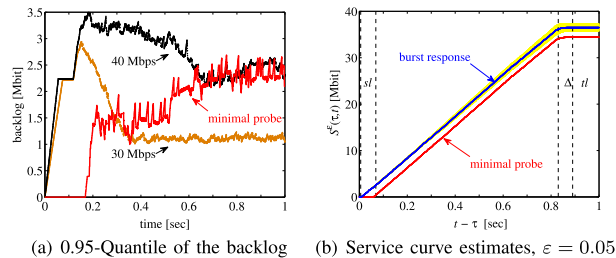 3.5
3
2.5
2
1.5
1
0.5
0
backlog [Mbit]
40 Mbps
minimal probe
30 Mbps
0 0.2 0.4 0.6 0.8 1
time [sec]
(a) 0.95-Quantile of the backlog
40
30
20
10
0
S^ε(τ,t) [Mbit]
sl
burst response
Δ
tl
minimal probe
0 0.2 0.4 0.6 0.8 1
t − τ [sec]
(b) Service curve estimates, ε = 0.05